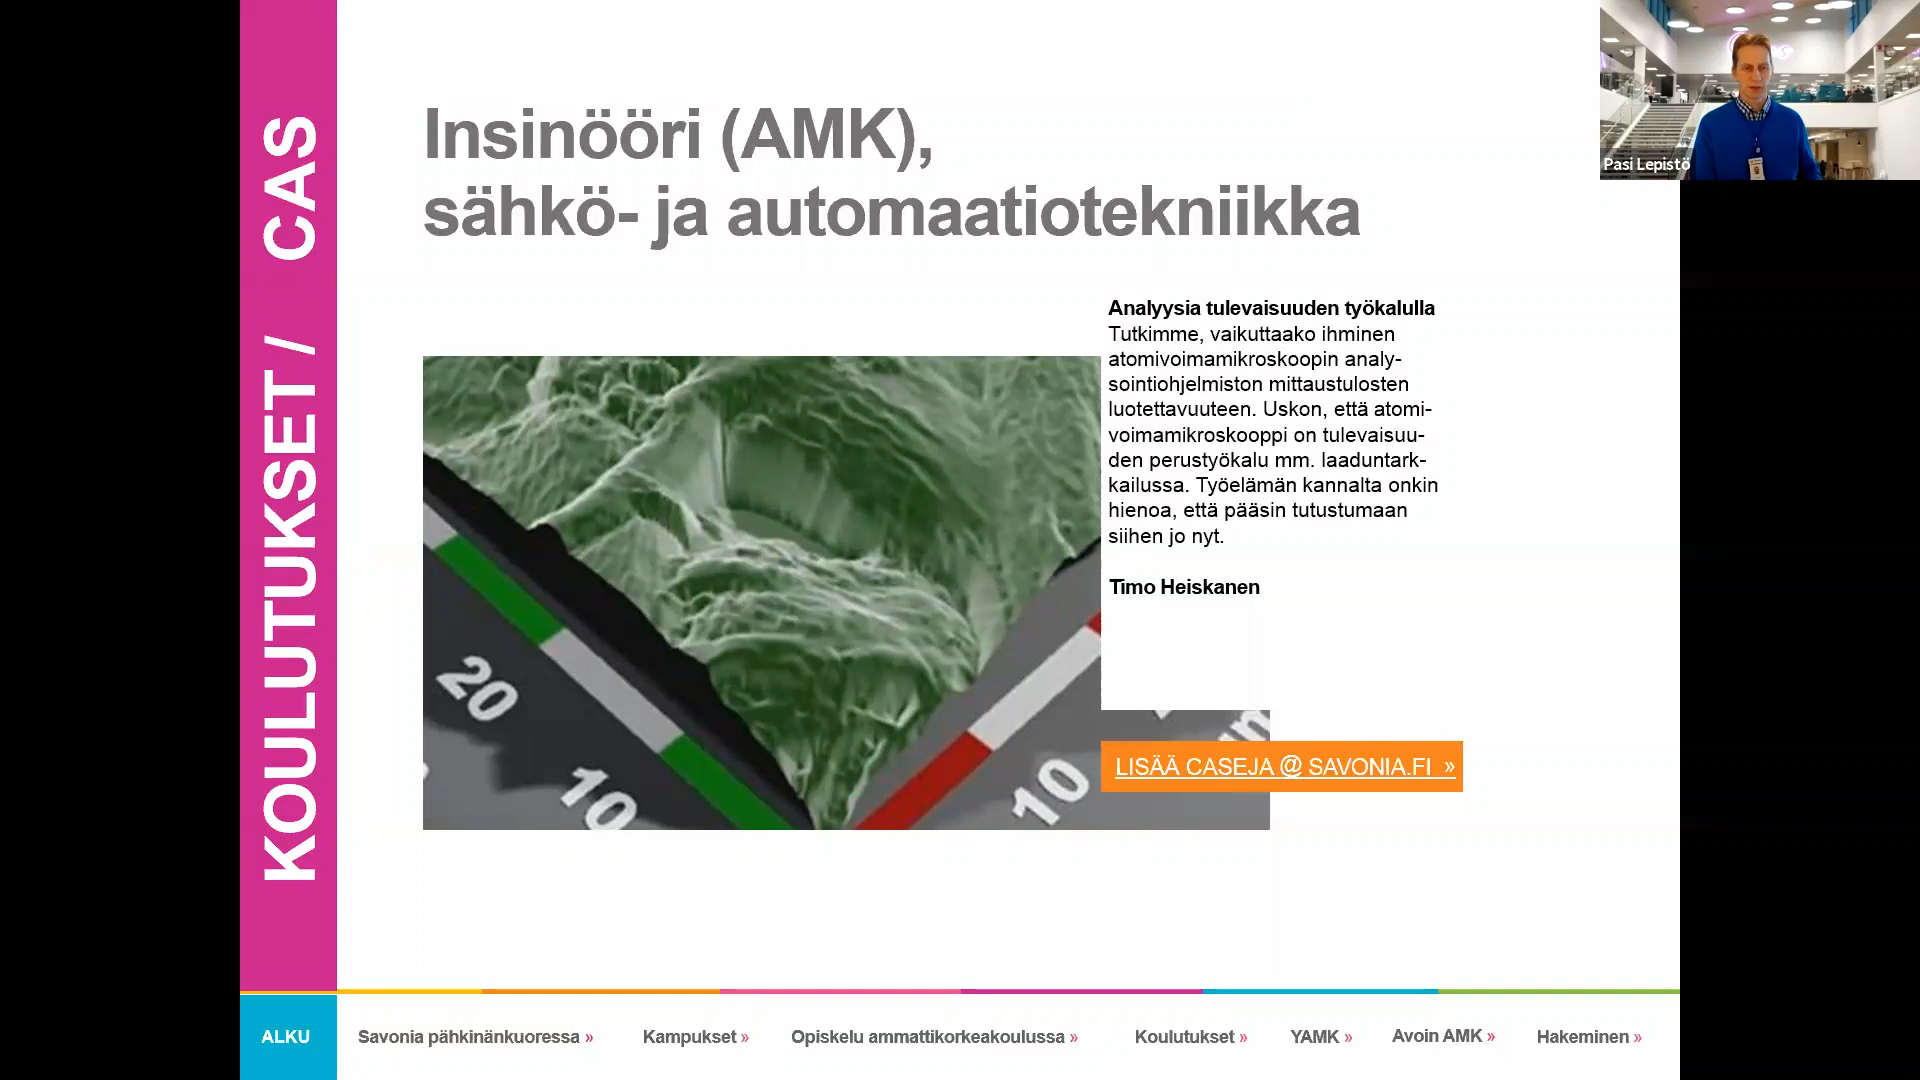 KOULUTUKSET / CAS
Insinööri (AMK),
sähkö- ja automaatiotekniikka
Pasi Lepistö
Analyysia tulevaisuuden työkalulla
Tutkimme, vaikuttaako ihminen
atomivoimamikroskoopin analy-
sointiohjelmiston mittaustulosten
luotettavuuteen. Uskon, että atomi-
voimamikroskooppi on tulevaisuu-
den perustyökalu mm. laaduntark-
kailussa. Työelämän kannalta onkin
hienoa, että pääsin tutustumaan
siihen jo nyt.
Timo Heiskanen
20
10
10
LISÄÄ CASEJA @ SAVONIA.FI »
ALKU
Savonia pähkinänkuoressa »
Kampukset »
Opiskelu ammattikorkeakoulussa »
Koulutukset »
YAMK »
Avoin AMK »
Hakeminen »